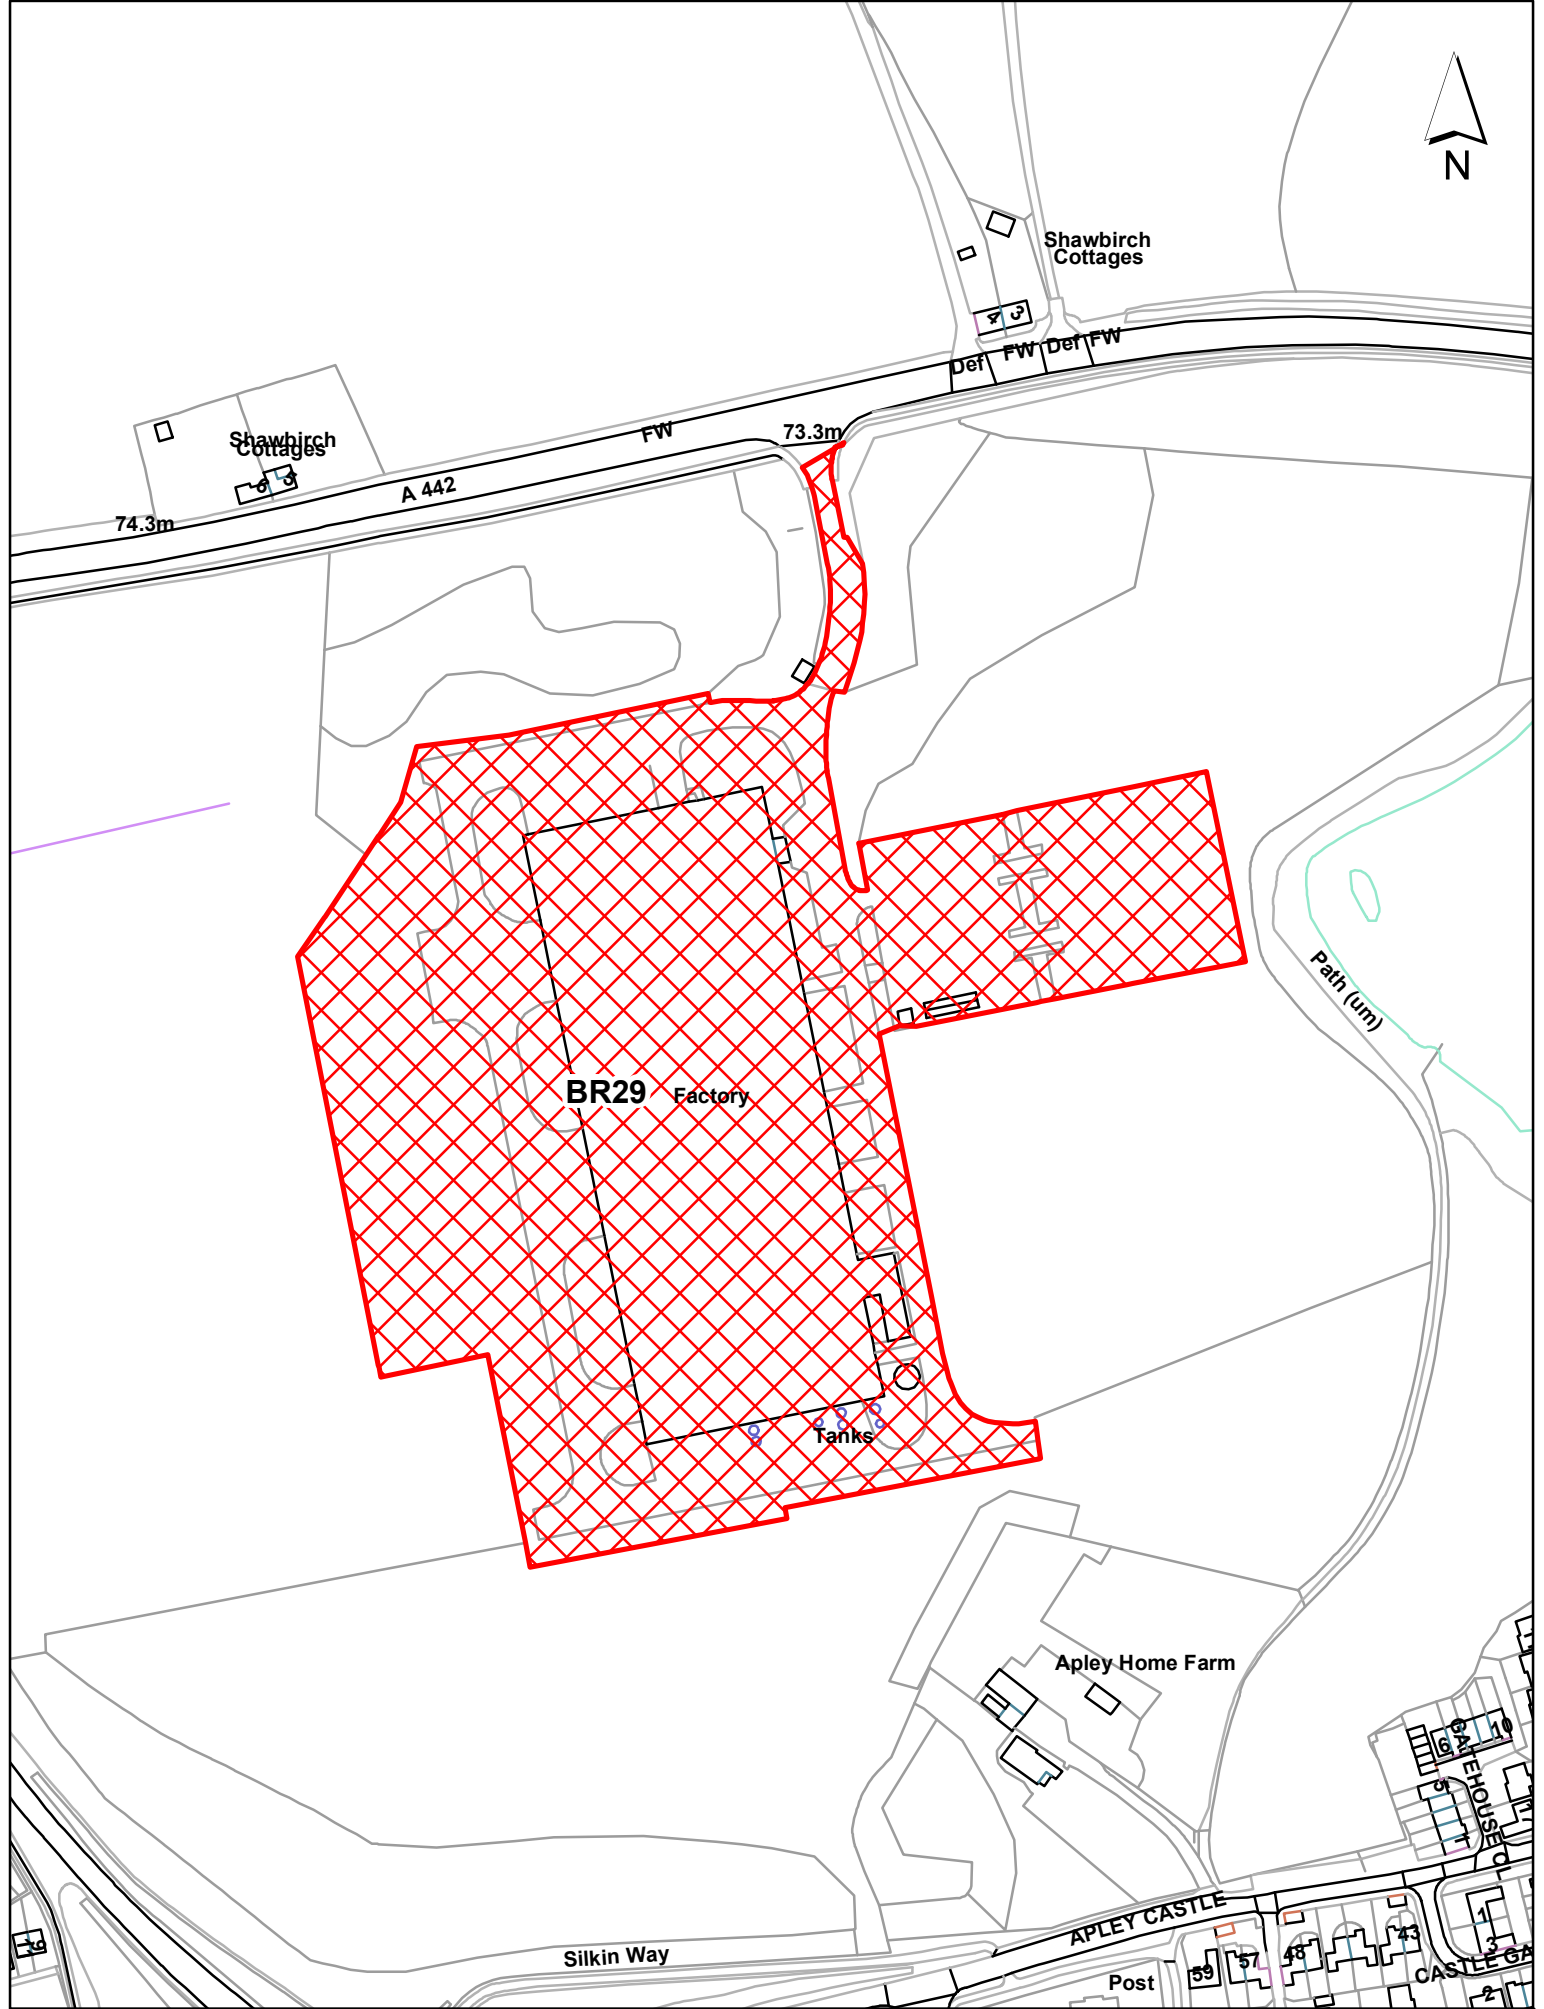 N
Shawbirch
Cottages
4
3
Def
FW
Def
FW
73.3m
FW
Shawbirch
Cottages
6
5
A 442
74.3m
Path (um)
BR29
Factory
Tanks
Apley Home Farm
GATEHOUSE CL
6
10
5
1
17
APLEY CASTLE
Silkin Way
Post
59
57
48
43
1
3
CASTLE GA
2